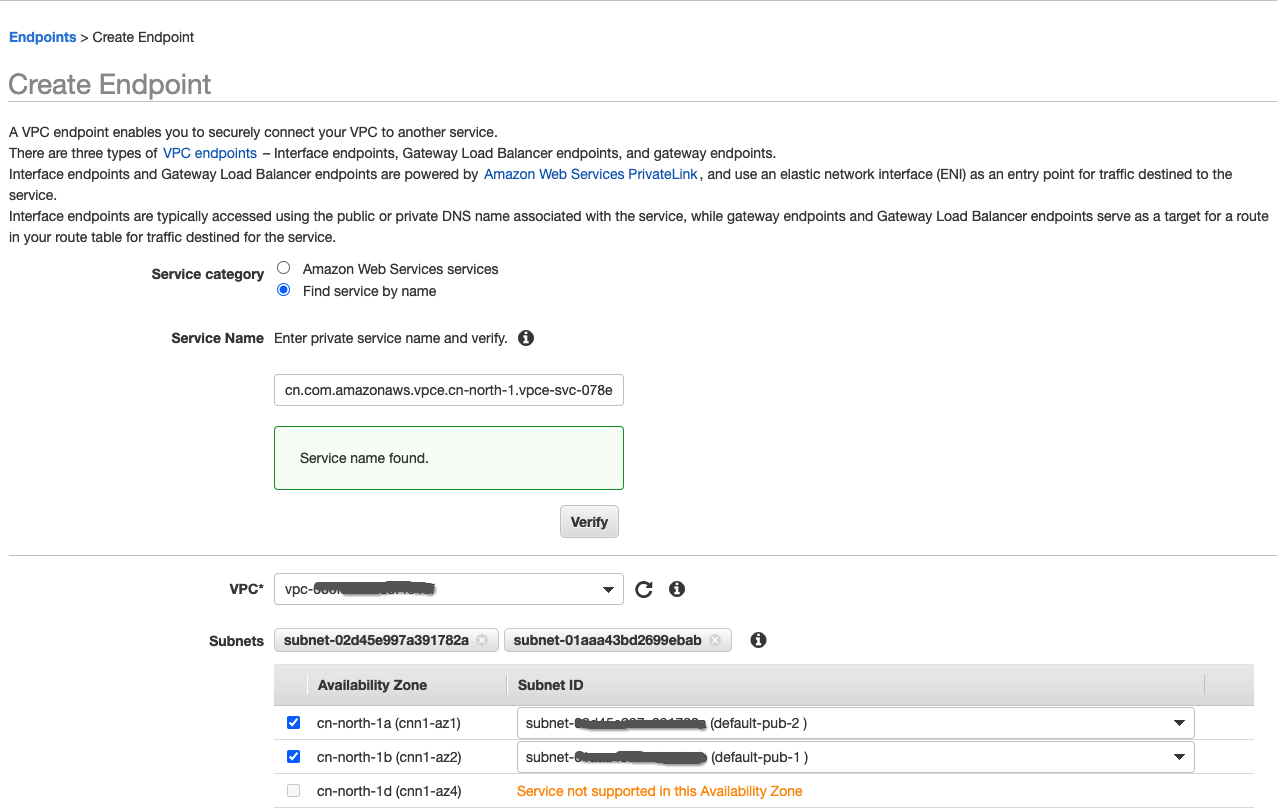 Endpoints > Create Endpoint
Create Endpoint
A VPC endpoint enables you to securely connect your VPC to another service.
There are three types of VPC endpoints – Interface endpoints, Gateway Load Balancer endpoints, and gateway endpoints.
Interface endpoints and Gateway Load Balancer endpoints are powered by Amazon Web Services PrivateLink, and use an elastic network interface (ENI) as an entry point for traffic destined to the
service.
Interface endpoints are typically accessed using the public or private DNS name associated with the service, while gateway endpoints and Gateway Load Balancer endpoints serve as a target for a route
in your route table for traffic destined for the service.
Service category
Amazon Web Services services
Find service by name
Service Name Enter private service name and verify.
cn.com.amazonaws.vpce.cn-north-1.vpce-svc-078e
Service name found.
Verify
VPC* vpc-
Subnets subnet-02d45e997a391782a subnet-01aaa43bd2699ebab
Availability Zone Subnet ID
cn-north-1a (cnn1-az1) subnet- (default-pub-2 )
cn-north-1b (cnn1-az2) subnet- (default-pub-1 )
cn-north-1d (cnn1-az4) Service not supported in this Availability Zone